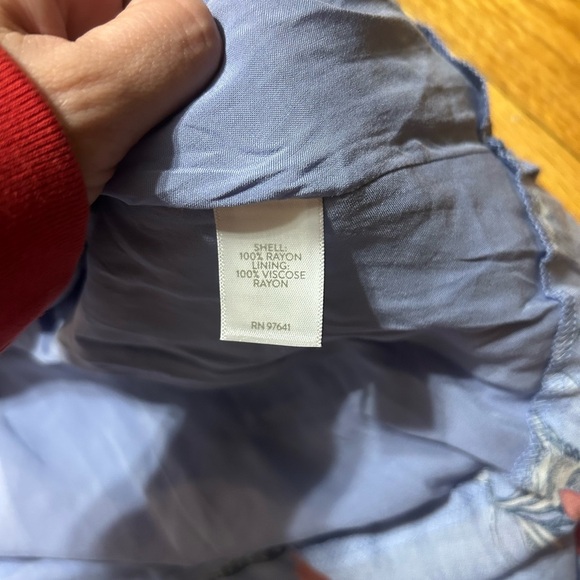 SHELL:
100% RAYON
LINING:
100% VISCOSE
RAYON
RN 97641